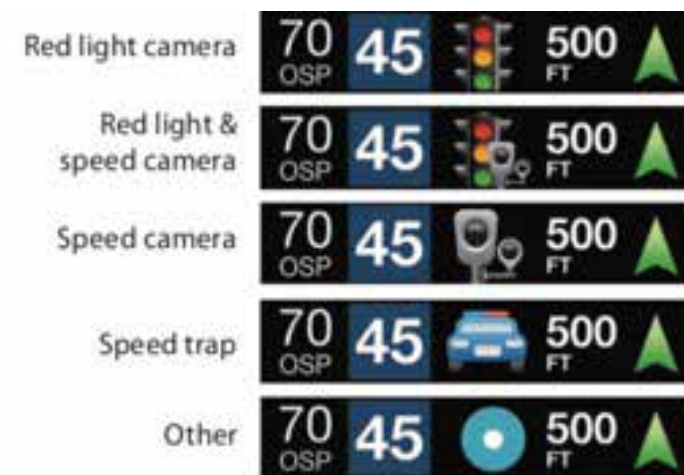 Red light camera 70 45 500
OSP FT
Red light & 70 45 500
speed camera OSP FT
Speed camera 70 45 500
OSP FT
Speed trap 70 45 500
OSP FT
Other 70 45 500
OSP FT